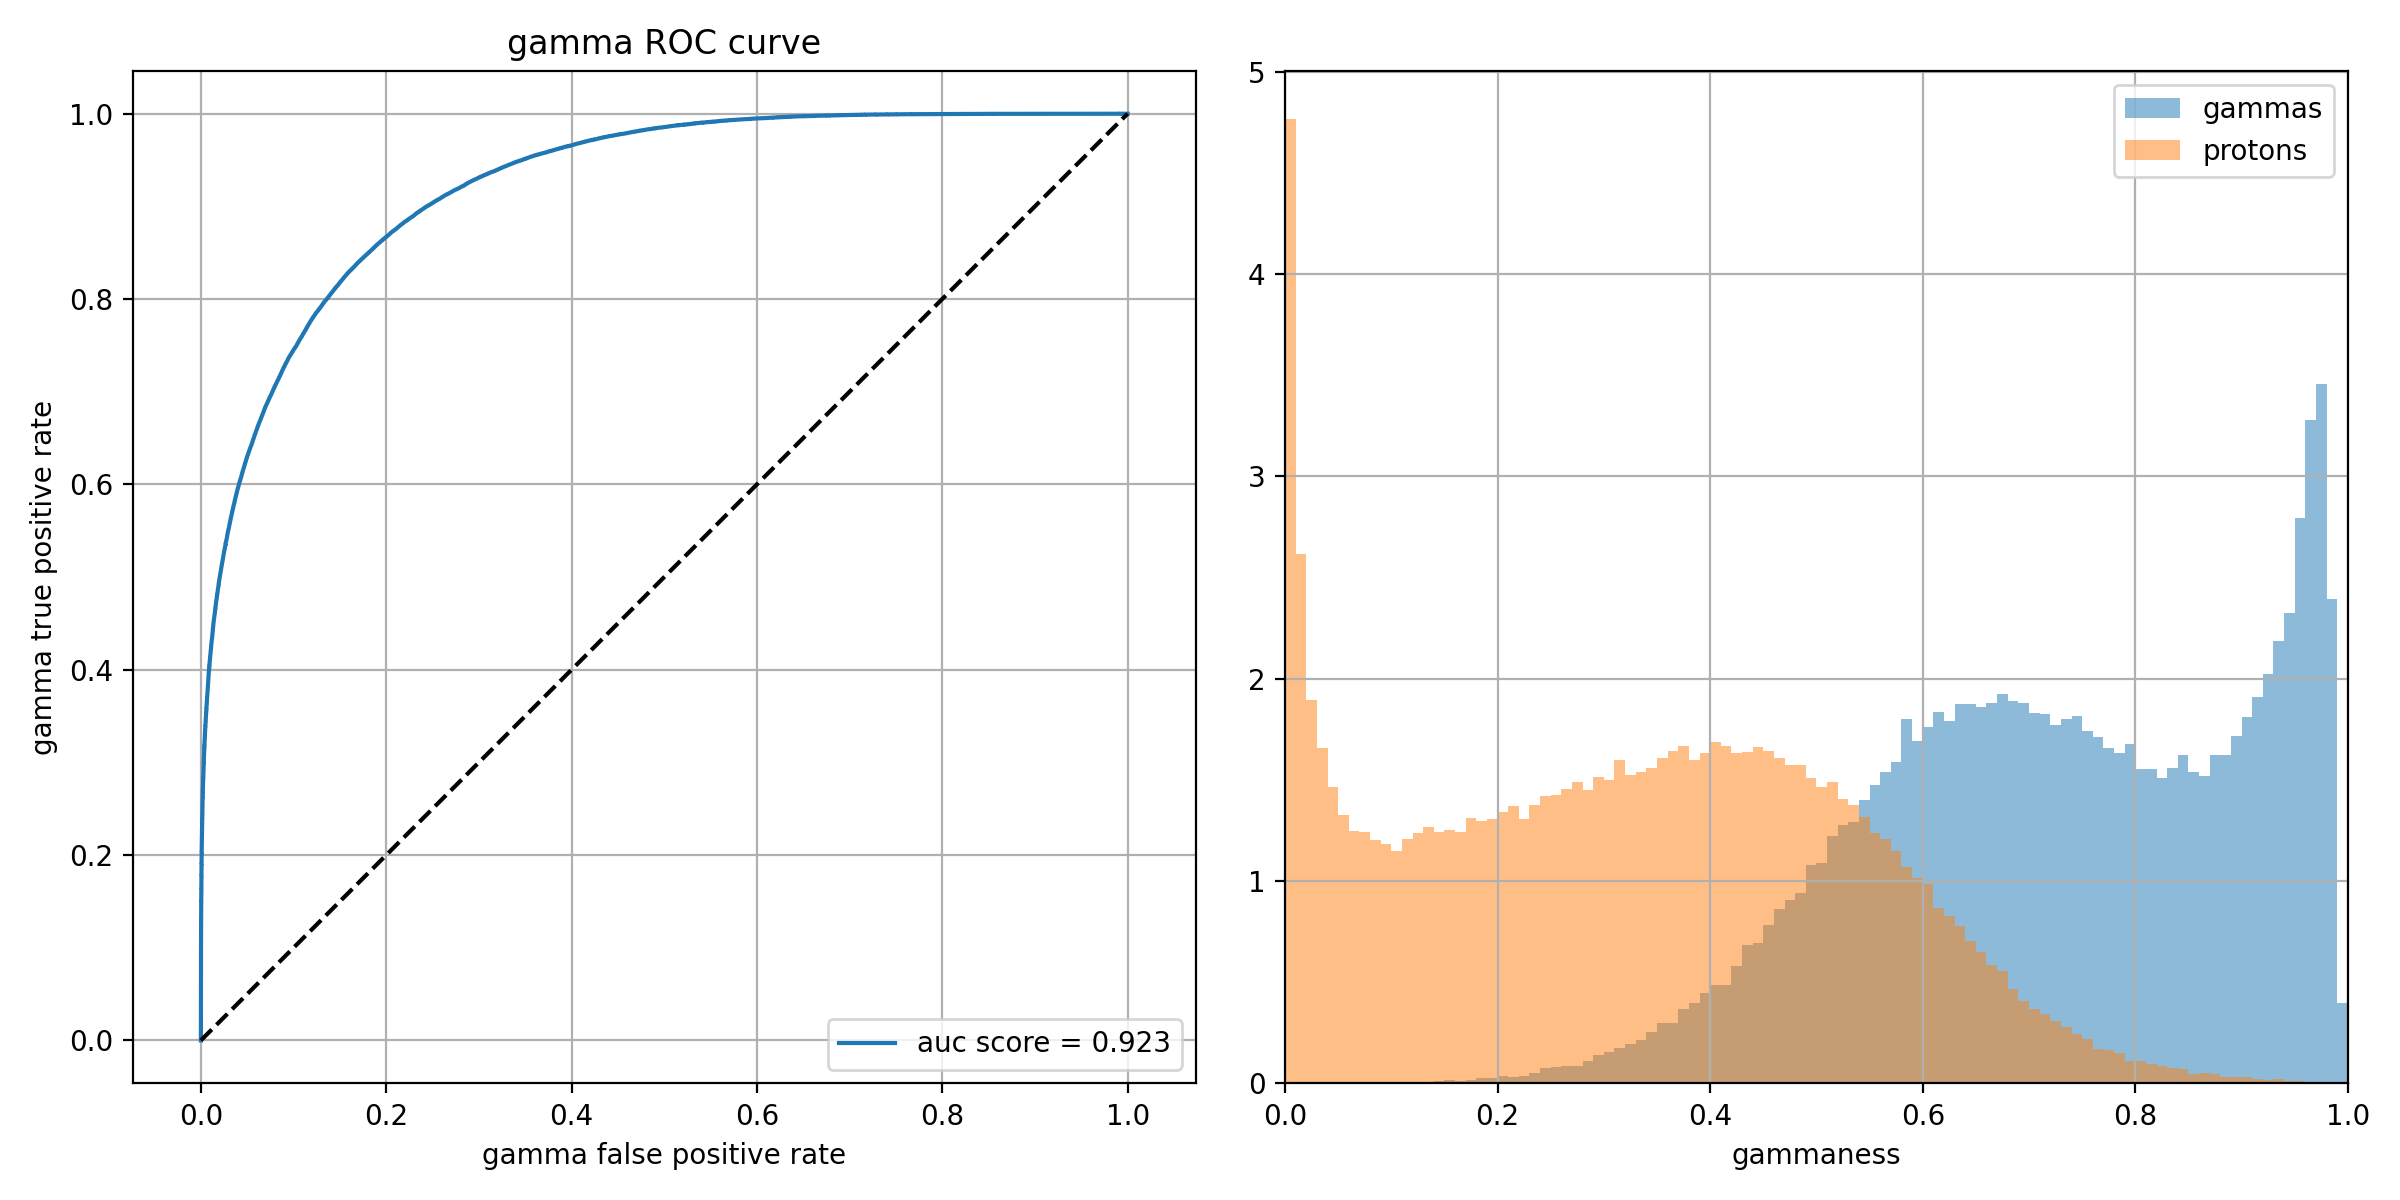 gamma ROC curve
gamma true positive rate
1.0
0.8
0.6
0.4
0.2
0.0
auc score = 0.923
0.0 0.2 0.4 0.6 0.8 1.0
gamma false positive rate
5
4
3
2
1
0
gammas
protons
0.0 0.2 0.4 0.6 0.8 1.0
gammaness